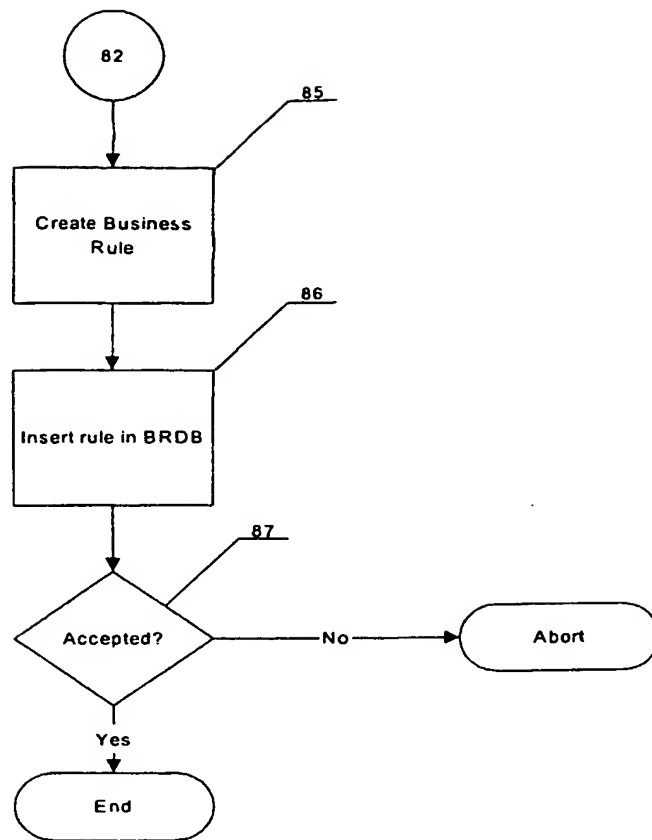 82
85
Create Business
Rule
86
Insert rule in BRDB
87
Accepted?
No
Abort
Yes
End